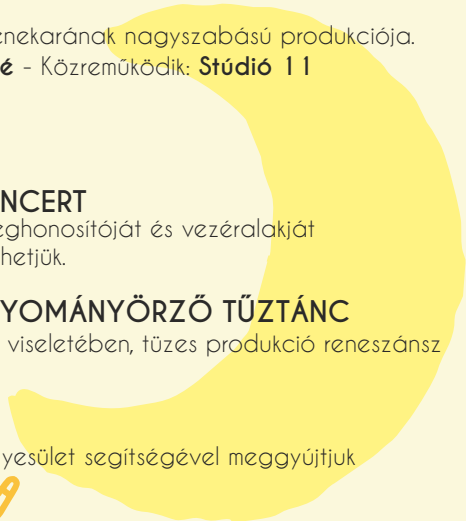 enekarának nagyszabású produkciója.
é - Közreműködik: Stúdió 11
NCERT
eghonosítóját és vezéralakját
hetjük.
YOMÁNYÖRZŐ TŰZTÁNC
viseletében, tüzes produkció reneszánsz
yesület segítségével meggyújtjuk